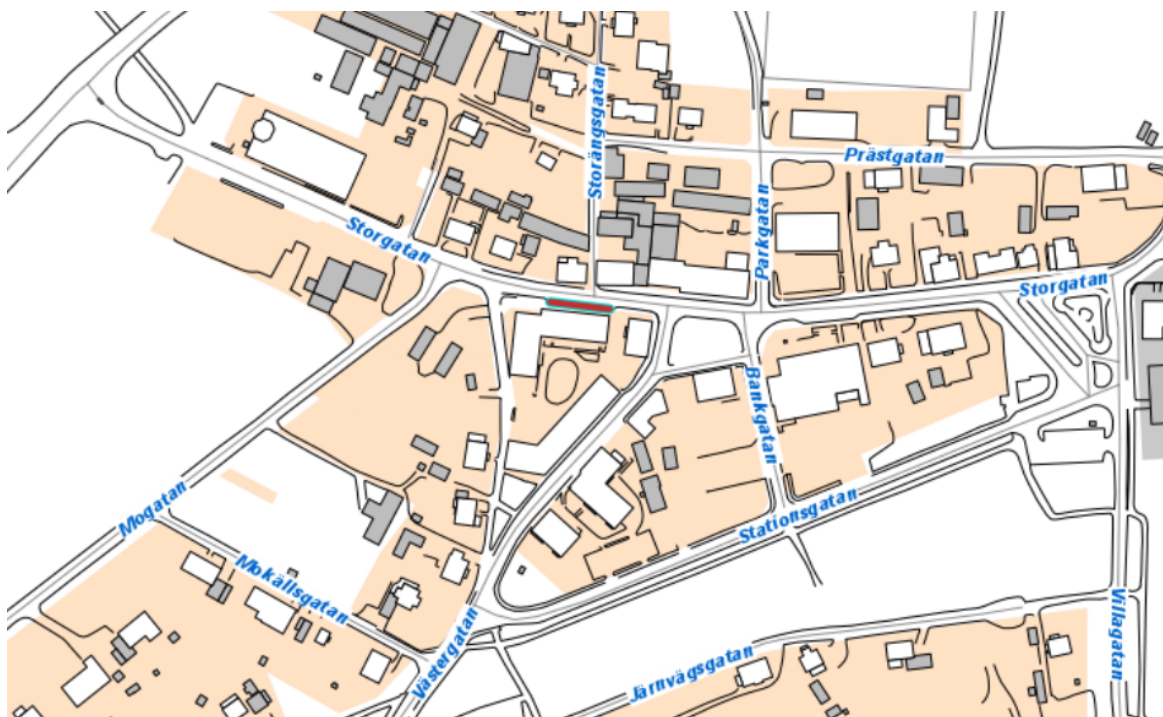 Storängsgatan
Prästgatan
Parkgatan
Storgatan
Storgatan
Bankgatan
Mogatan
Stationsgatan
Mokällsgatan
Västergatan
Villagatan
Järnvägsgatan